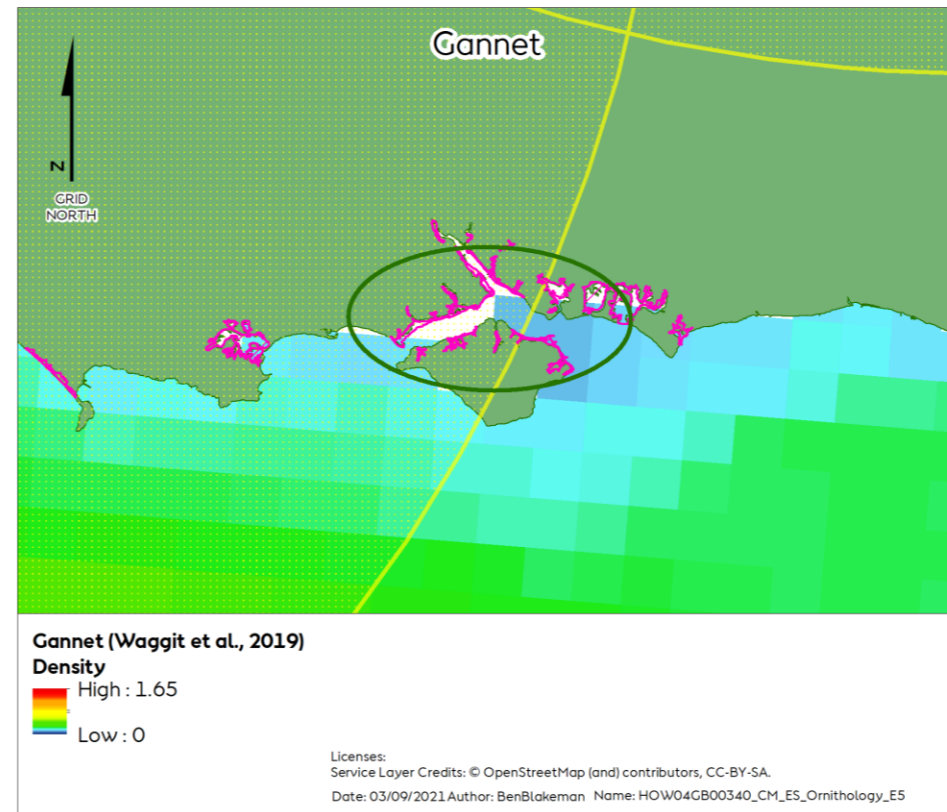 Gannet
N
GRID
NORTH
Gannet (Waggit et al., 2019)
Density
High : 1.65
Low : 0
Licenses:
Service Layer Credits: © OpenStreetMap (and) contributors, CC-BY-SA.
Date: 03/09/2021 Author: BenBlakeman Name: HOW04GB00340_CM_ES_Ornithology_E5